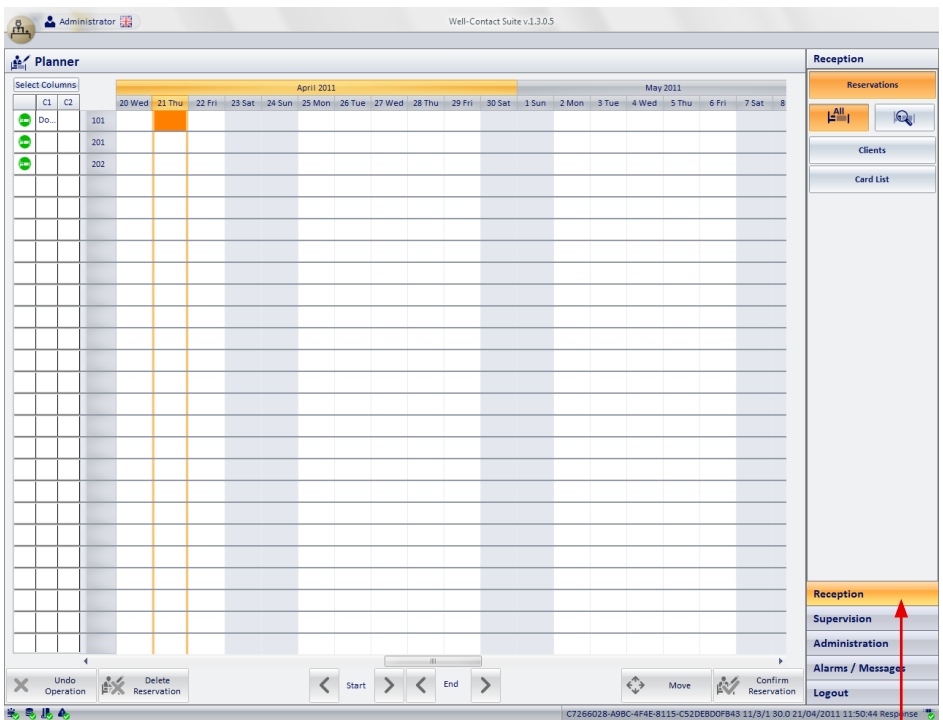 Administrator
Well-Contact Suite v.1.3.0.5
Planner
Select Columns
April 2011
May 2011
C1 C2
20 Wed 21 Thu 22 Fri 23 Sat 24 Sun 25 Mon 26 Tue 27 Wed 28 Thu 29 Fri 30 Sat 1 Sun 2 Mon 3 Tue 4 Wed 5 Thu 6 Fri 7 Sat 8
Do... 101
201
202
Undo
Operation
Delete
Reservation
Start
End
Move
Confirm
Reservation
Reception
Reservations
All
Clients
Card List
Reception
Supervision
Administration
Alarms / Messages
Logout
C7266028-A9BC-4F4E-8115-C52DEBD0FB43 11/3/1 30.0 21/04/2011 11:50:44 Response